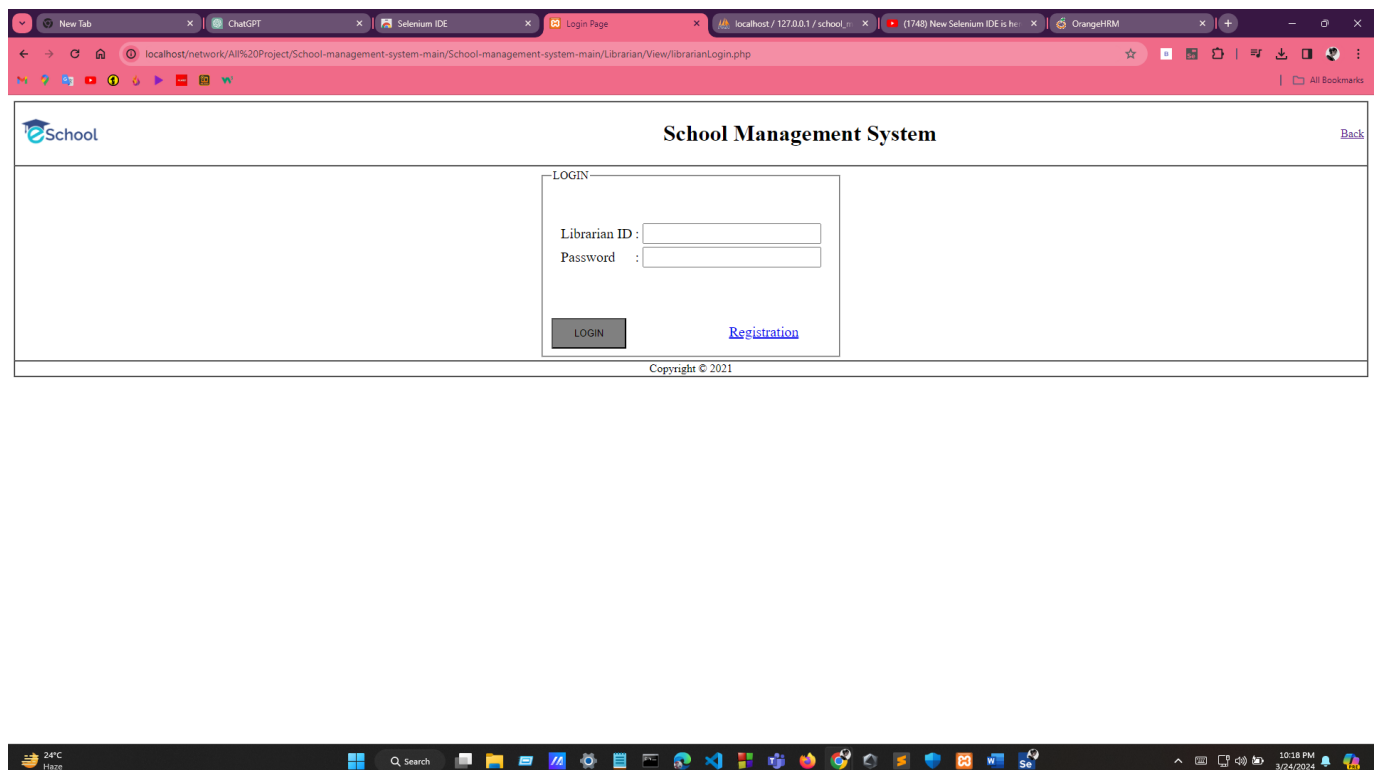 New Tab
ChatGPT
Selenium IDE
Login Page
localhost / 127.0.0.1 / school_m
(1748) New Selenium IDE is her
OrangeHRM
localhost/network/All%20Project/School-management-system-main/School-management-system-main/Librarian/View/librarianLogin.php
All Bookmarks
eSchool
School Management System
Back
LOGIN
Librarian ID :
Password :
LOGIN
Registration
Copyright © 2021
24°C
Haze
Search
10:18 PM
3/24/2024